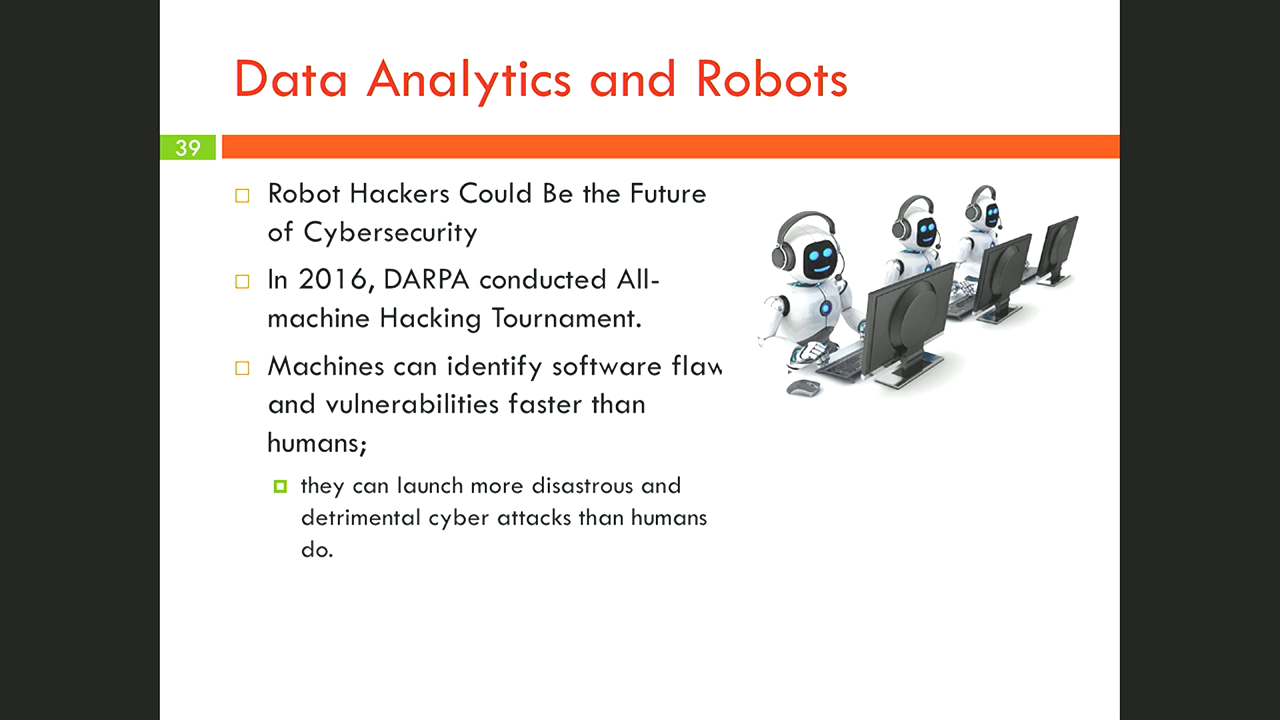 Data Analytics and Robots
39
Robot Hackers Could Be the Future
of Cybersecurity
In 2016, DARPA conducted All-
machine Hacking Tournament.
Machines can identify software flaw
and vulnerabilities faster than
humans;
they can launch more disastrous and
detrimental cyber attacks than humans
do.